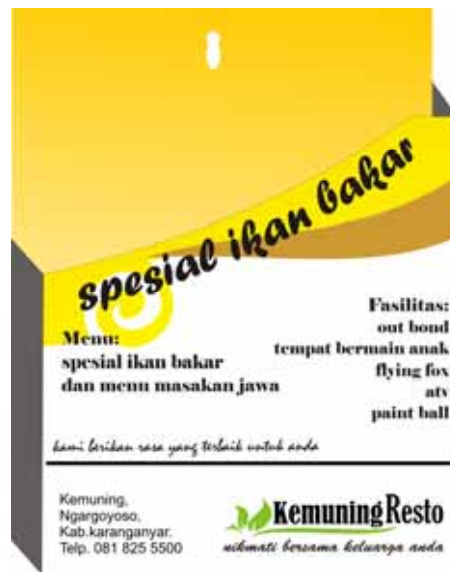 spesial ikan bakar
Menu:
spesial ikan bakar
dan menu masakan jawa
Fasilitas:
out bond
tempat bermain anak
flying fox
atv
paint ball
kami berikan rasa yang terbaik untuk anda
Kemuning,
Ngargoyoso,
Kab.karanganyar.
Telp. 081 825 5500
Kemuning Resto
nikmati bersama keluarga anda